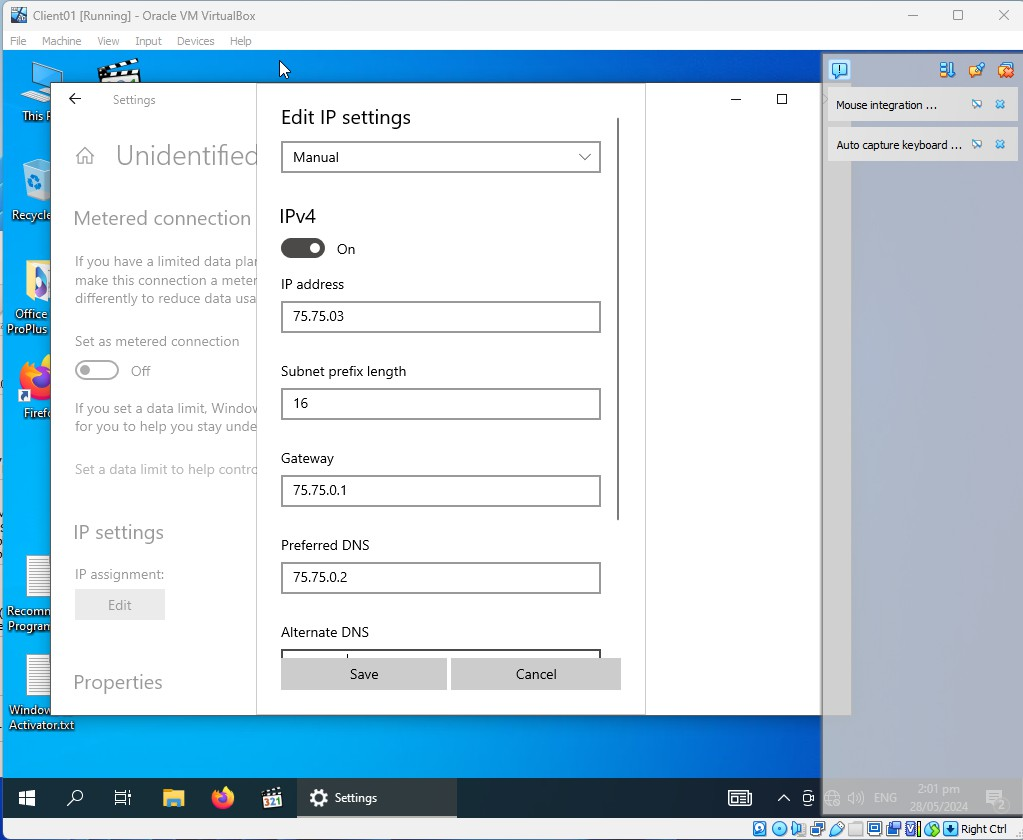 Client01 [Running] - Oracle VM VirtualBox
File Machine View Input Devices Help
This P
Recycle
Office
ProPlus
Firefo
Recomn
Progran
Window
Activator.txt
Settings
Unidentified
Metered connection
If you have a limited data plan
make this connection a meter
differently to reduce data usa
Set as metered connection
Off
If you set a data limit, Window
for you to help you stay unde
Set a data limit to help contro
IP settings
IP assignment:
Edit
Properties
Edit IP settings
Manual
IPv4
On
IP address
75.75.03
Subnet prefix length
16
Gateway
75.75.0.1
Preferred DNS
75.75.0.2
Alternate DNS
Save Cancel
Mouse integration ...
Auto capture keyboard ...
321
Settings
ENG
2:01 pm
28/05/2024
2
Right Ctrl